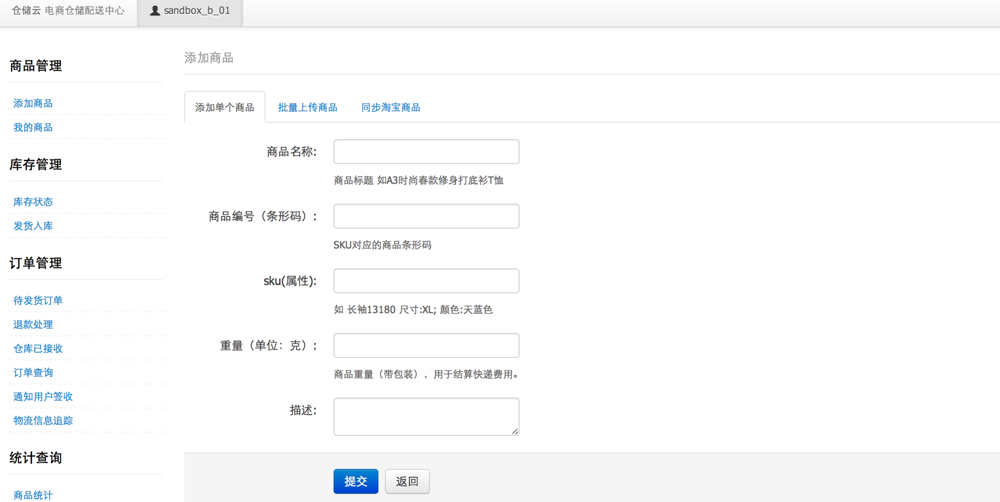 仓储云 电商仓储配送中心
sandbox_b_01
商品管理
添加商品
我的商品
库存管理
库存状态
发货入库
订单管理
待发货订单
退款处理
仓库已接收
订单查询
通知用户签收
物流信息追踪
统计查询
商品统计
添加商品
添加单个商品
批量上传商品
同步淘宝商品
商品名称:
商品标题 如A3时尚春款修身打底衫T恤
商品编号（条形码）:
SKU对应的商品条形码
sku(属性):
如 长袖13180 尺寸:XL; 颜色:天蓝色
重量（单位：克）:
商品重量（带包装），用于结算快递费用。
描述:
提交
返回